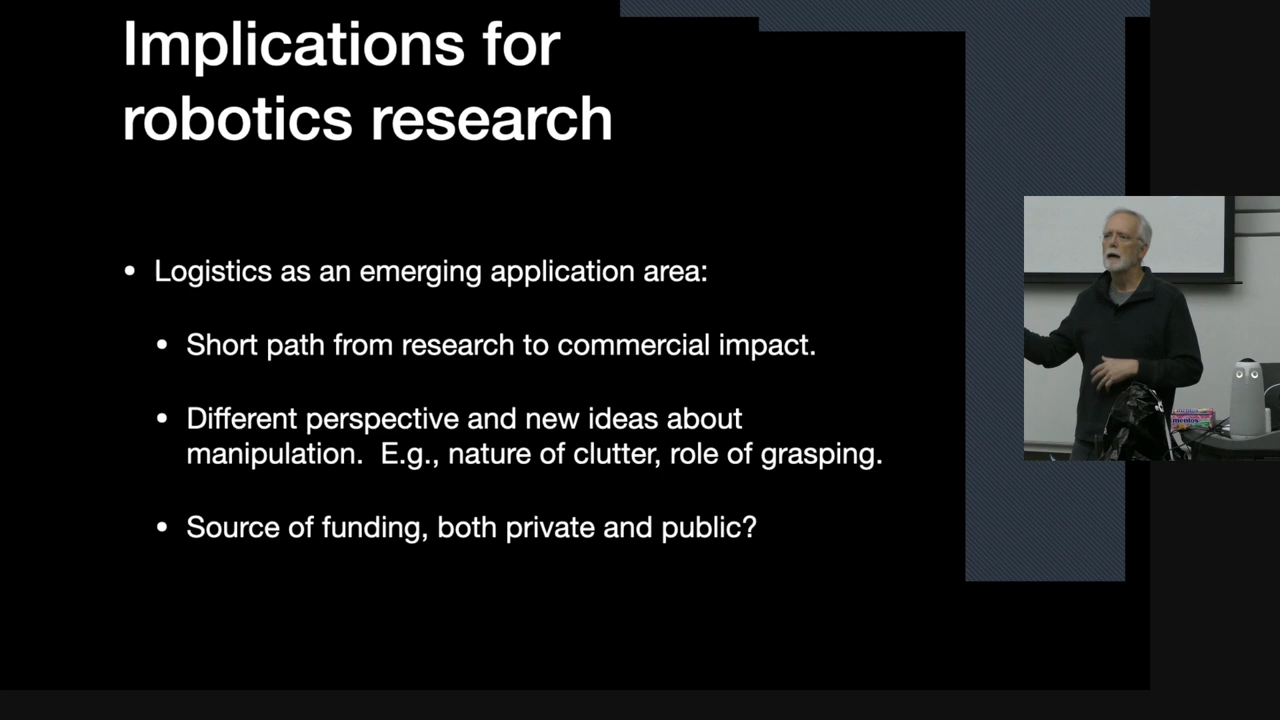 Implications for
robotics research
• Logistics as an emerging application area:
• Short path from research to commercial impact.
• Different perspective and new ideas about
manipulation.  E.g., nature of clutter, role of grasping.
• Source of funding, both private and public?
mentos